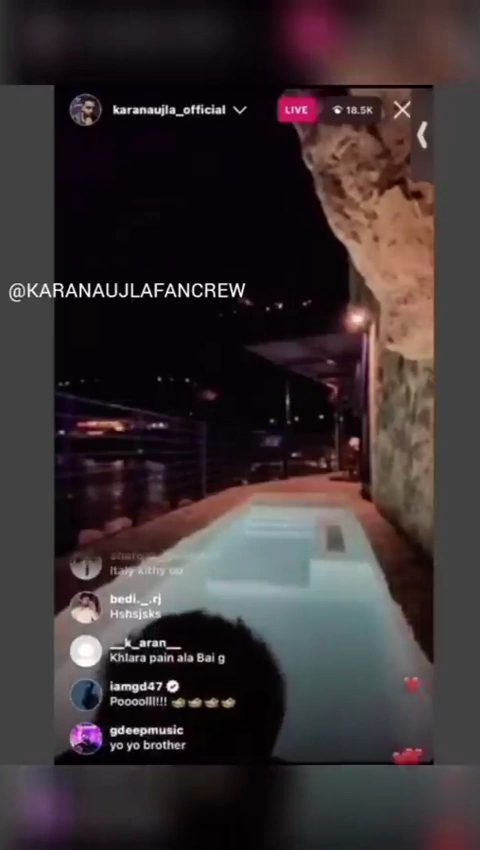 karanaujla_official
LIVE
18.5K
@KARANAUJLAFANCREW
italy kithy ou
bedi._.rj
Hshsjsks
__k_aran__
Khlara pain ala Bai g
iamgd47
Poooolll!!!
gdeepmusic
yo yo brother